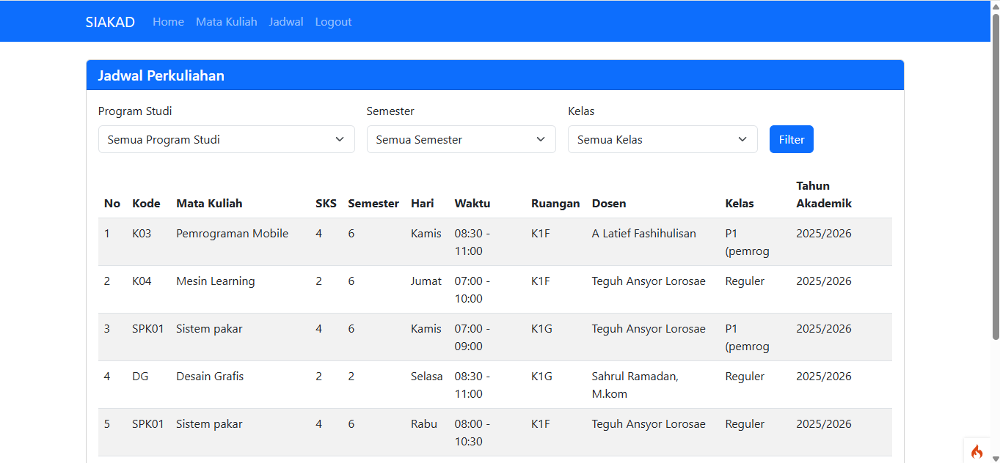 SIAKAD Home Mata Kuliah Jadwal Logout
Jadwal Perkuliahan
Program Studi Semester Kelas
Semua Program Studi Semua Semester Semua Kelas Filter
No Kode Mata Kuliah SKS Semester Hari Waktu Ruangan Dosen Kelas Tahun Akademik
1 K03 Pemrograman Mobile 4 6 Kamis 08:30 - K1F A Latief Fashihulisan P1 2025/2026
11:00 (pemrog
2 K04 Mesin Learning 2 6 Jumat 07:00 - K1F Teguh Ansyor Lorosae Reguler 2025/2026
10:00
3 SPK01 Sistem pakar 4 6 Kamis 07:00 - K1G Teguh Ansyor Lorosae P1 2025/2026
09:00 (pemrog
4 DG Desain Grafis 2 2 Selasa 08:30 - K1G Sahrul Ramadan, Reguler 2025/2026
11:00 M.kom
5 SPK01 Sistem pakar 4 6 Rabu 08:00 - K1F Teguh Ansyor Lorosae Reguler 2025/2026
10:30